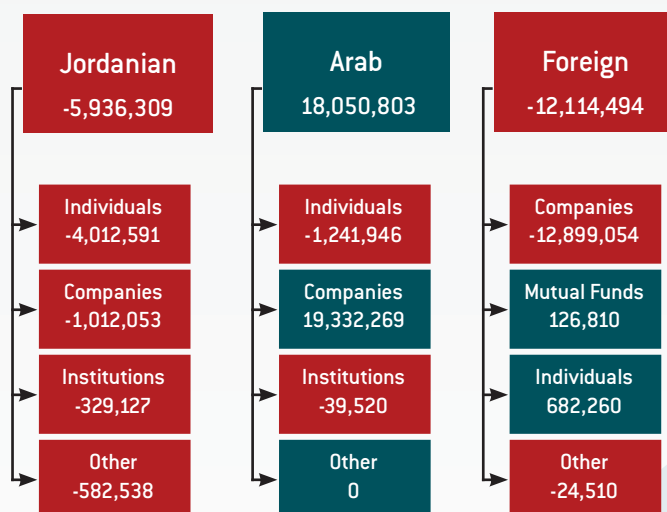 Jordanian
-5,936,309
Individuals
-4,012,591
Companies
-1,012,053
Institutions
-329,127
Other
-582,538
Arab
18,050,803
Individuals
-1,241,946
Companies
19,332,269
Institutions
-39,520
Other
0
Foreign
-12,114,494
Companies
-12,899,054
Mutual Funds
126,810
Individuals
682,260
Other
-24,510